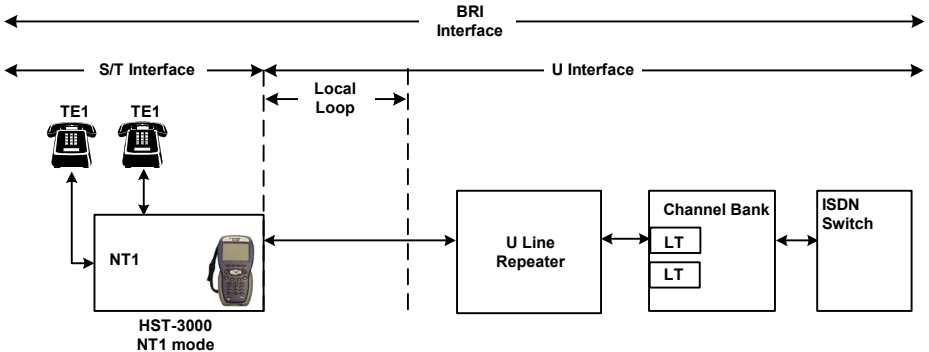 BRI
Interface
S/T Interface
U Interface
Local
Loop
TE1
TE1
NT1
HST-3000
NT1 mode
U Line
Repeater
Channel Bank
LT
LT
ISDN
Switch